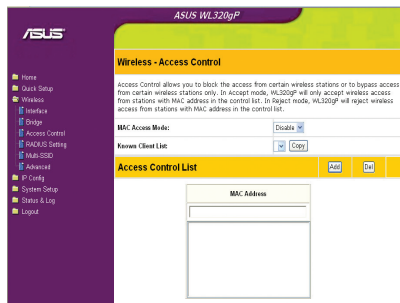 ASUS WL320gP
ASUS
Home
Quick Setup
Wireless
Interface
Bridge
Access Control
RADIUS Setting
Multi-SSID
Advanced
IP Config
System Setup
Status & Log
Logout
Wireless - Access Control
Access Control allows you to block the access from certain wireless stations or to bypass access
from certain wireless stations only. In Accept mode, WL320gP will only accept wireless access
from stations with MAC address in the control list. In Reject mode, WL320gP will reject wireless
access from stations with MAC address in the control list.
MAC Access Mode: Disable
Known Client List: Copy
Access Control List Add Del
MAC Address